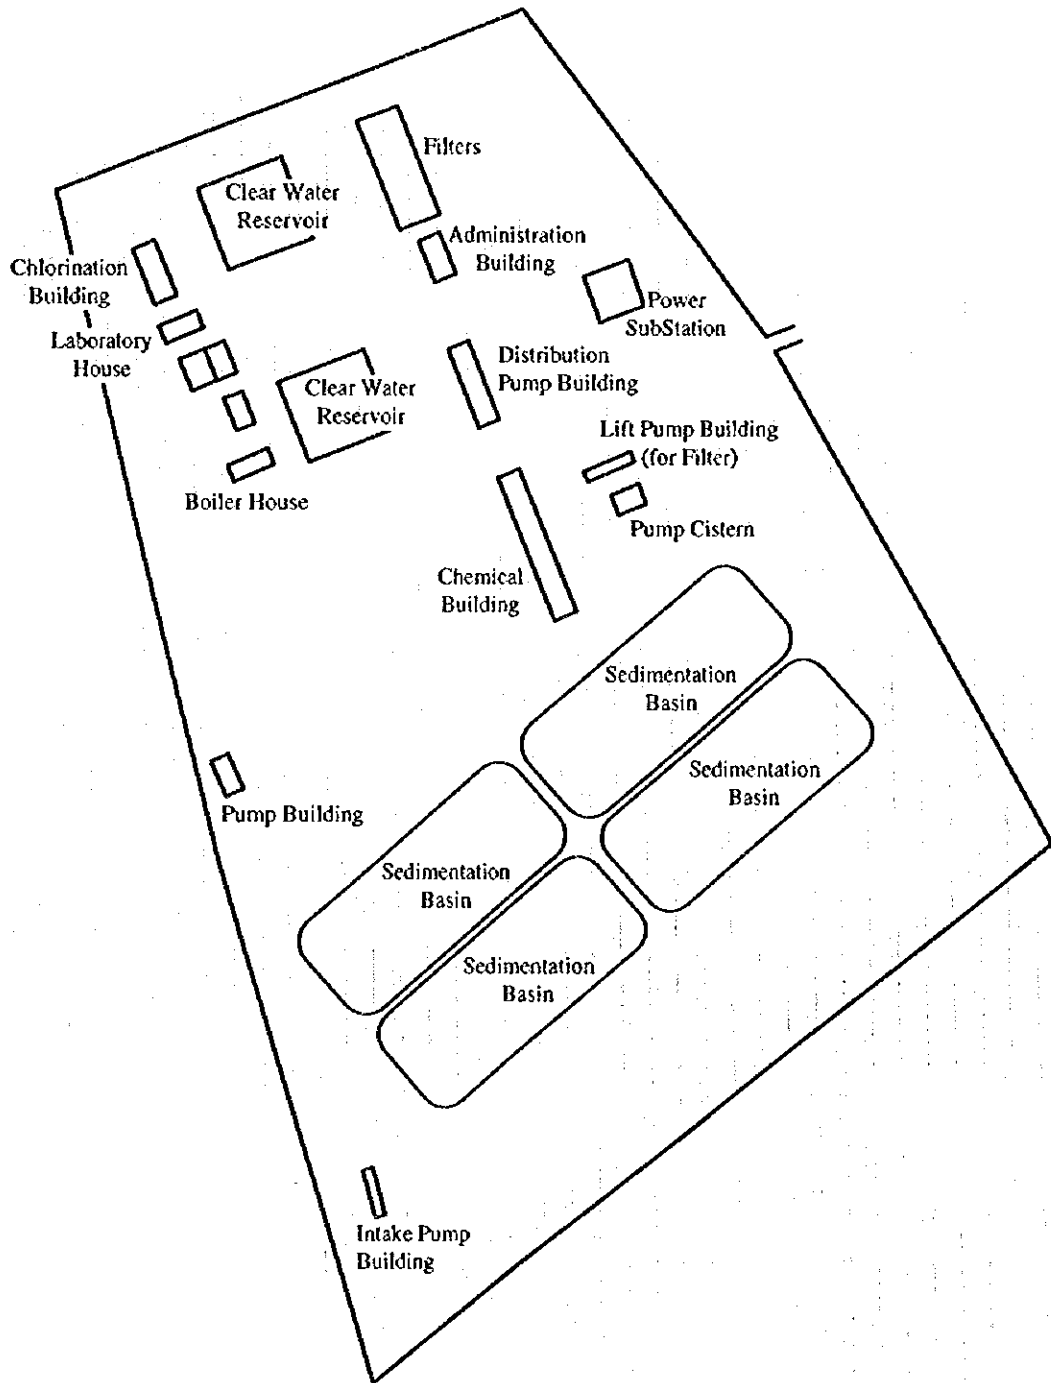 Filters
Clear Water
Reservoir
Administration
Building
Chlorination
Building
Power
SubStation
Laboratory
House
Distribution
Pump Building
Clear Water
Reservoir
Lift Pump Building
(for Filter)
Boiler House
Pump Cistern
Chemical
Building
Sedimentation
Basin
Sedimentation
Basin
Pump Building
Sedimentation
Basin
Sedimentation
Basin
Intake Pump
Building